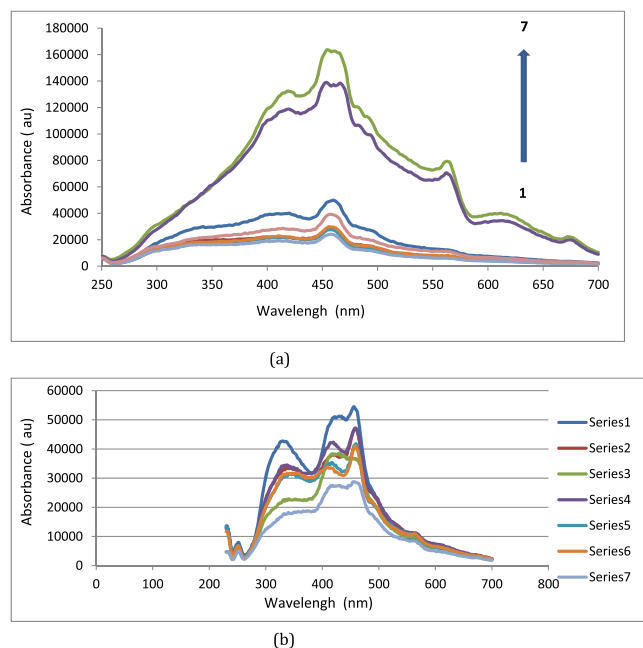 180000
160000
140000
120000
100000
80000
60000
40000
20000
0
Absorbance ( au)
7
1
250 300 350 400 450 500 550 600 650 700
Wavelengh (nm)
(a)
60000
50000
40000
30000
20000
10000
0
Absorbance ( au)
Series1
Series2
Series3
Series4
Series5
Series6
Series7
0 100 200 300 400 500 600 700 800
Wavelengh (nm)
(b)